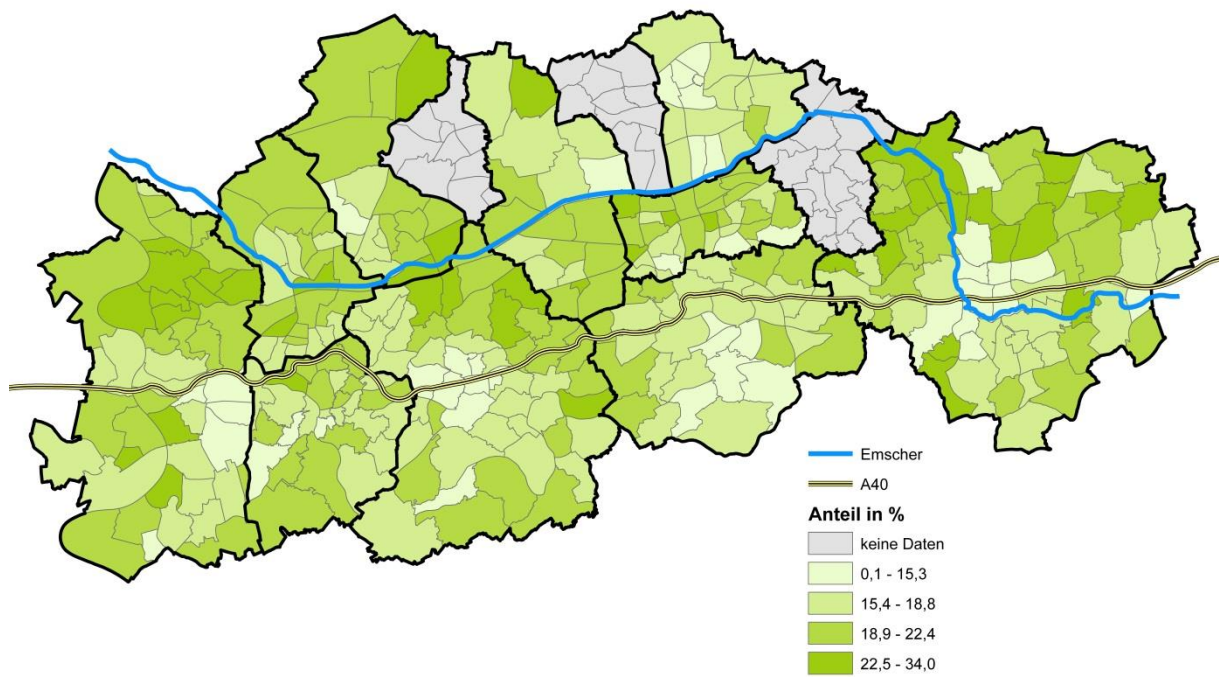 Emscher
A40
Anteil in %
keine Daten
0,1 - 15,3
15,4 - 18,8
18,9 - 22,4
22,5 - 34,0